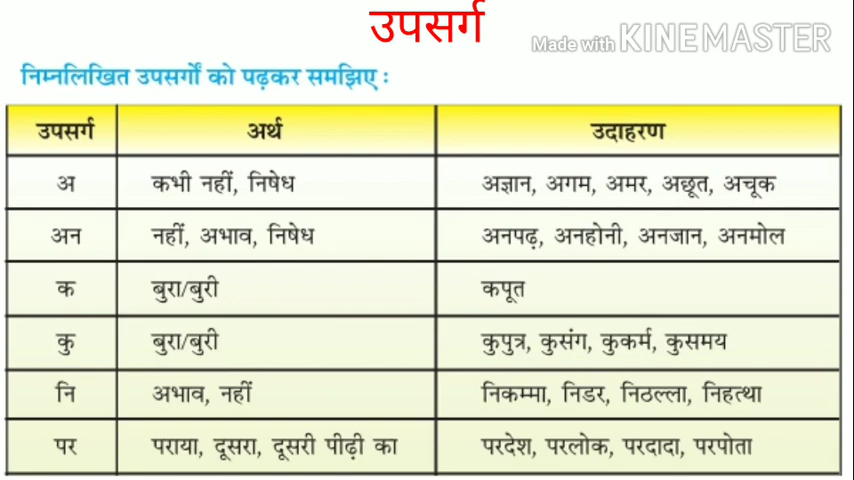 उपसर्ग
Made with KINEMASTER
निम्नलिखित उपसर्गों को पढ़कर समझिए :
उपसर्ग अर्थ उदाहरण
अ कभी नहीं, निषेध अज्ञान, अगम, अमर, अछूत, अचूक
अन नहीं, अभाव, निषेध अनपढ़, अनहोनी, अनजान, अनमोल
क बुरा/बुरी कपूत
कु बुरा/बुरी कुपुत्र, कुसंग, कुकर्म, कुसमय
नि अभाव, नहीं निकम्मा, निडर, निठल्ला, निहत्था
पर पराया, दूसरा, दूसरी पीढ़ी का परदेश, परलोक, परदादा, परपोता